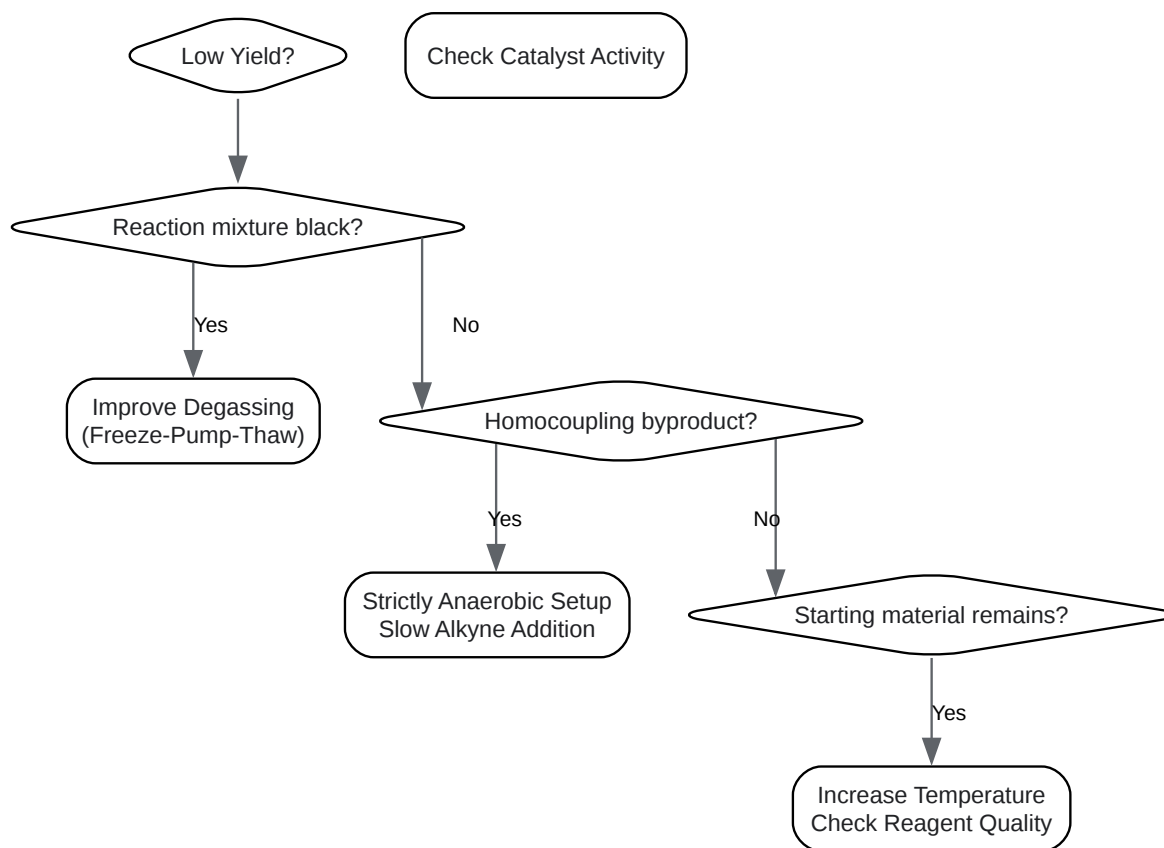 Low Yield?
Check Catalyst Activity
Reaction mixture black?
Yes
No
Improve Degassing
(Freeze-Pump-Thaw)
Homocoupling byproduct?
Yes
No
Strictly Anaerobic Setup
Slow Alkyne Addition
Starting material remains?
Yes
Increase Temperature
Check Reagent Quality